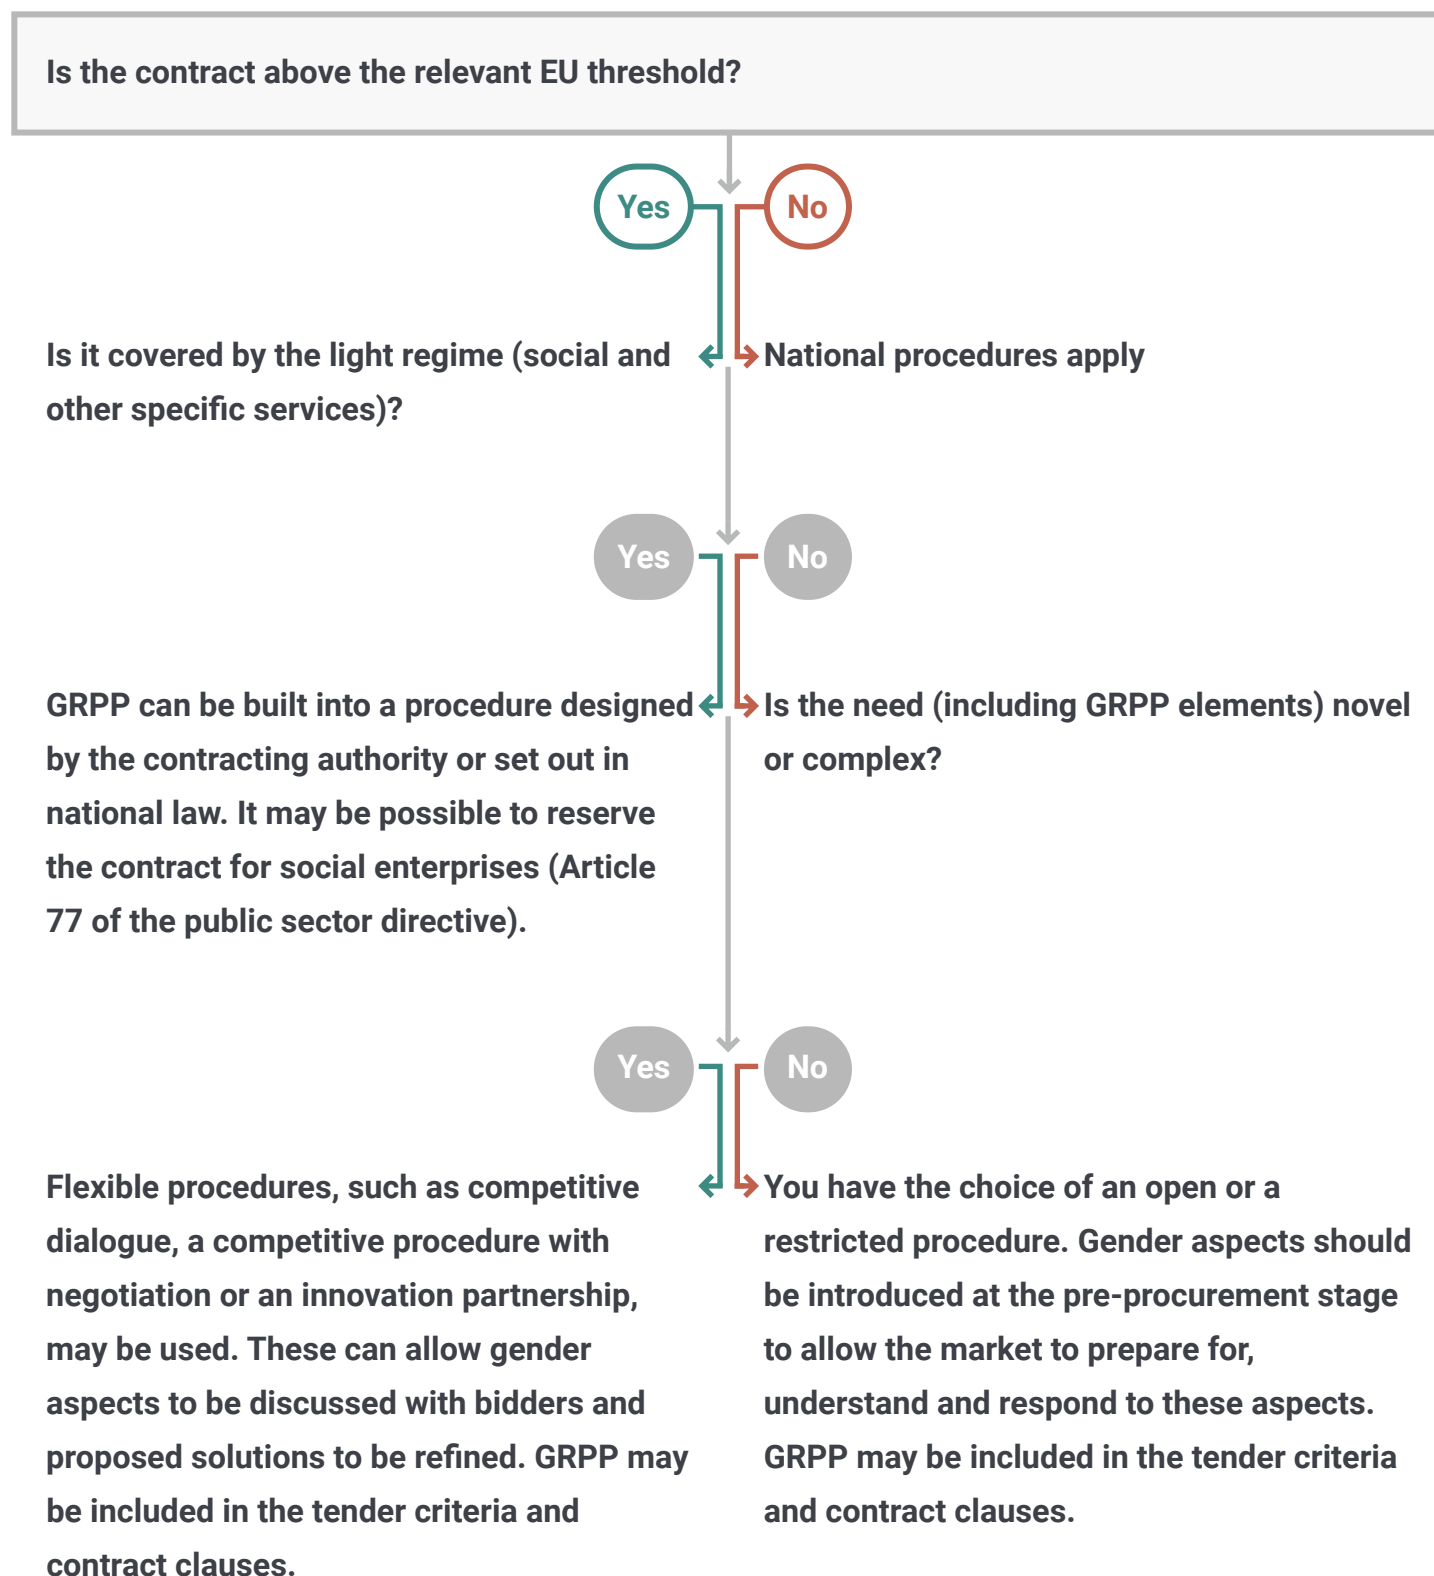 Is the contract above the relevant EU threshold?
Yes
No
Is it covered by the light regime (social and
other specific services)?
National procedures apply
Yes
No
GRPP can be built into a procedure designed
by the contracting authority or set out in
national law. It may be possible to reserve
the contract for social enterprises (Article
77 of the public sector directive).
Is the need (including GRPP elements) novel
or complex?
Yes
No
Flexible procedures, such as competitive
dialogue, a competitive procedure with
negotiation or an innovation partnership,
may be used. These can allow gender
aspects to be discussed with bidders and
proposed solutions to be refined. GRPP may
be included in the tender criteria and
contract clauses.
You have the choice of an open or a
restricted procedure. Gender aspects should
be introduced at the pre-procurement stage
to allow the market to prepare for,
understand and respond to these aspects.
GRPP may be included in the tender criteria
and contract clauses.